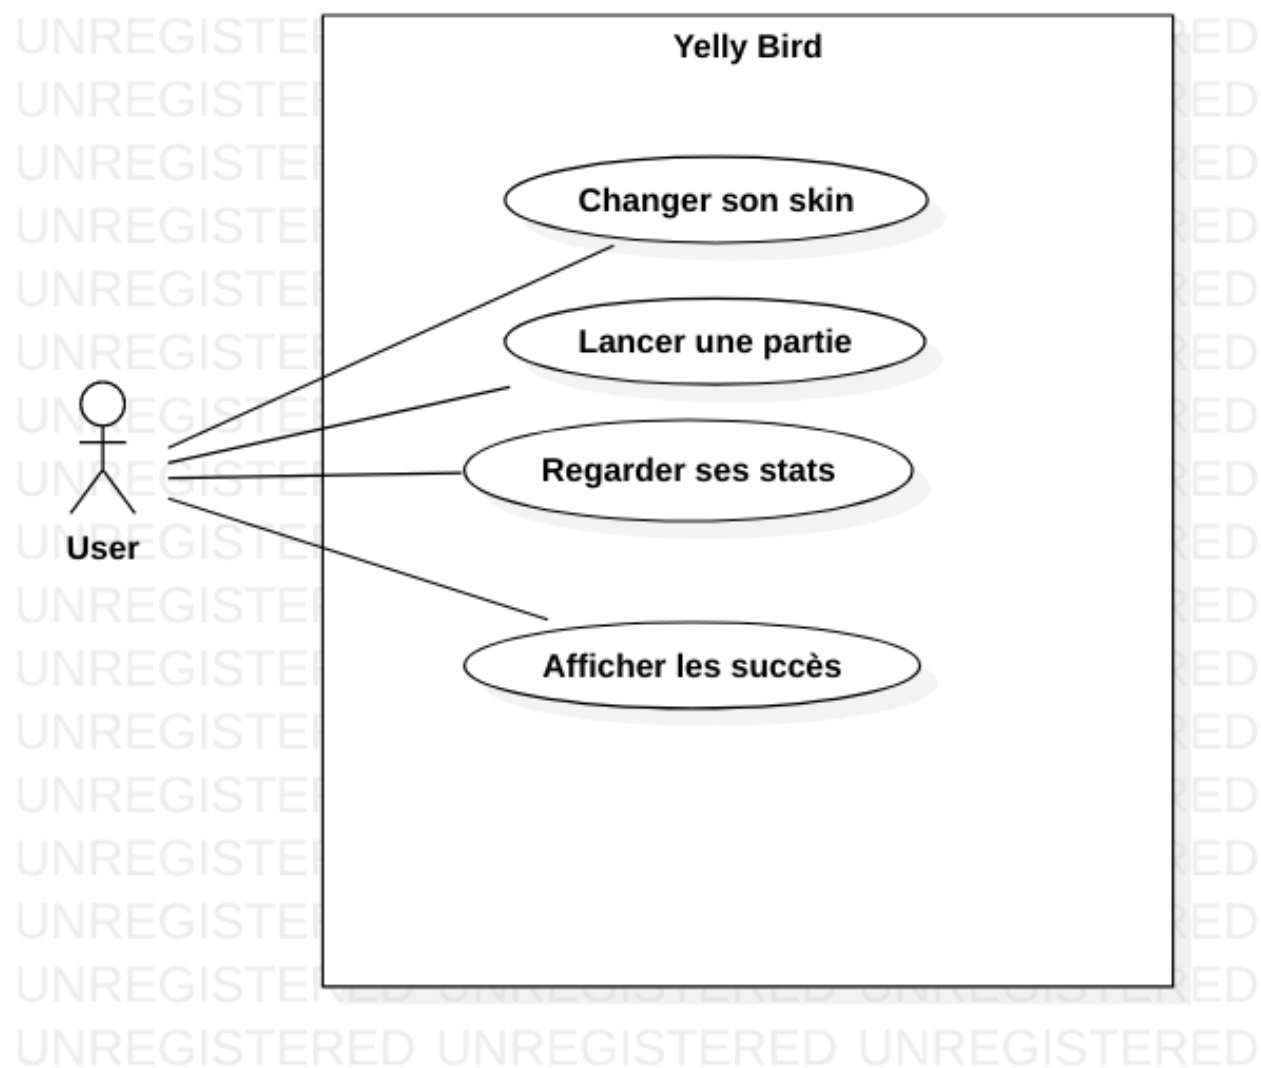 Yelly Bird
Changer son skin
Lancer une partie
Regarder ses stats
User
Afficher les succès
UNREGISTERED UNREGISTERED UNREGISTERED